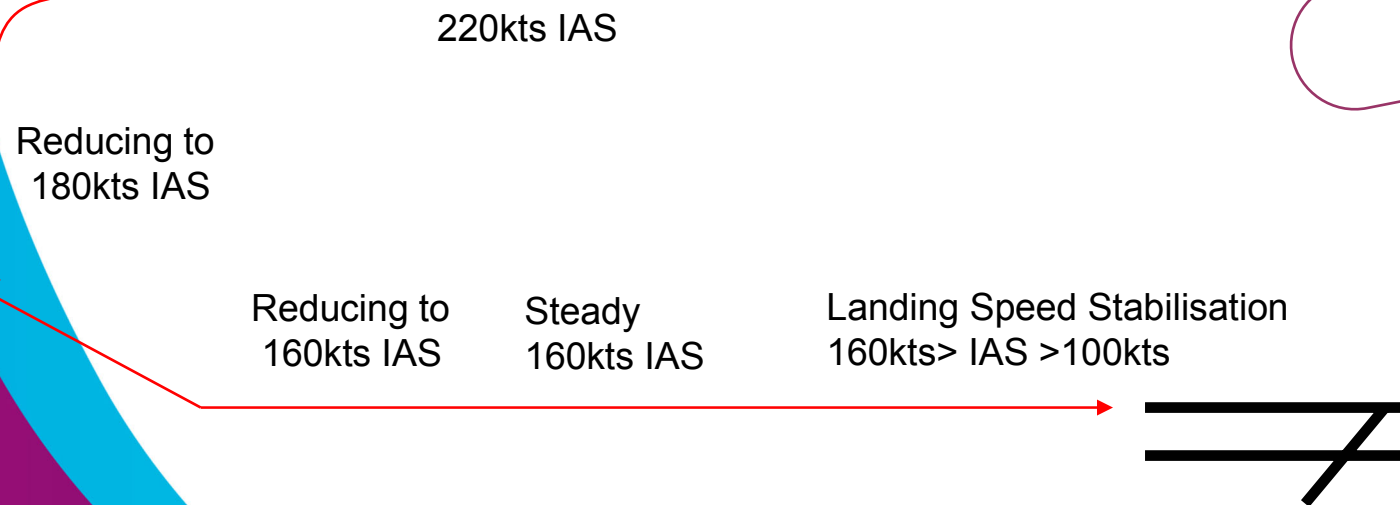 220kts IAS
Reducing to
180kts IAS
Reducing to
160kts IAS
Steady
160kts IAS
Landing Speed Stabilisation
160kts> IAS >100kts